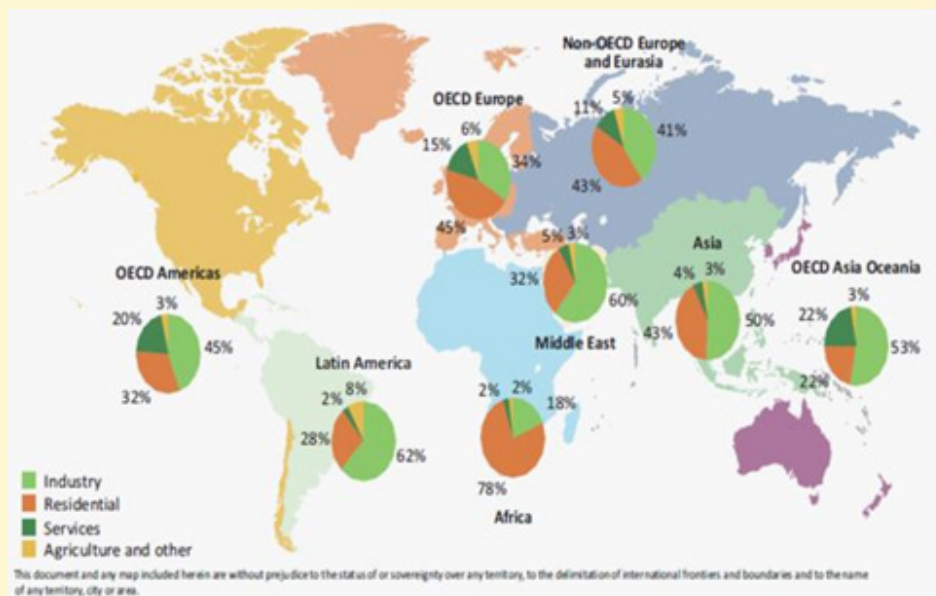 Non-OECD Europe
and Eurasia
5%
11%
41%
43%
OECD Europe
6%
15%
34%
45%
5%
3%
32%
60%
Middle East
Asia
4%
3%
43%
50%
OECD Asia Oceania
3%
22%
53%
22%
OECD Americas
3%
20%
45%
32%
Latin America
8%
2%
28%
62%
2%
2%
18%
78%
Africa
Industry
Residential
Services
Agriculture and other
This document and any map included herein are without prejudice to the status of or sovereignty over any territory, to the delimitation of international frontiers and boundaries and to the name
of any territory, city or area.